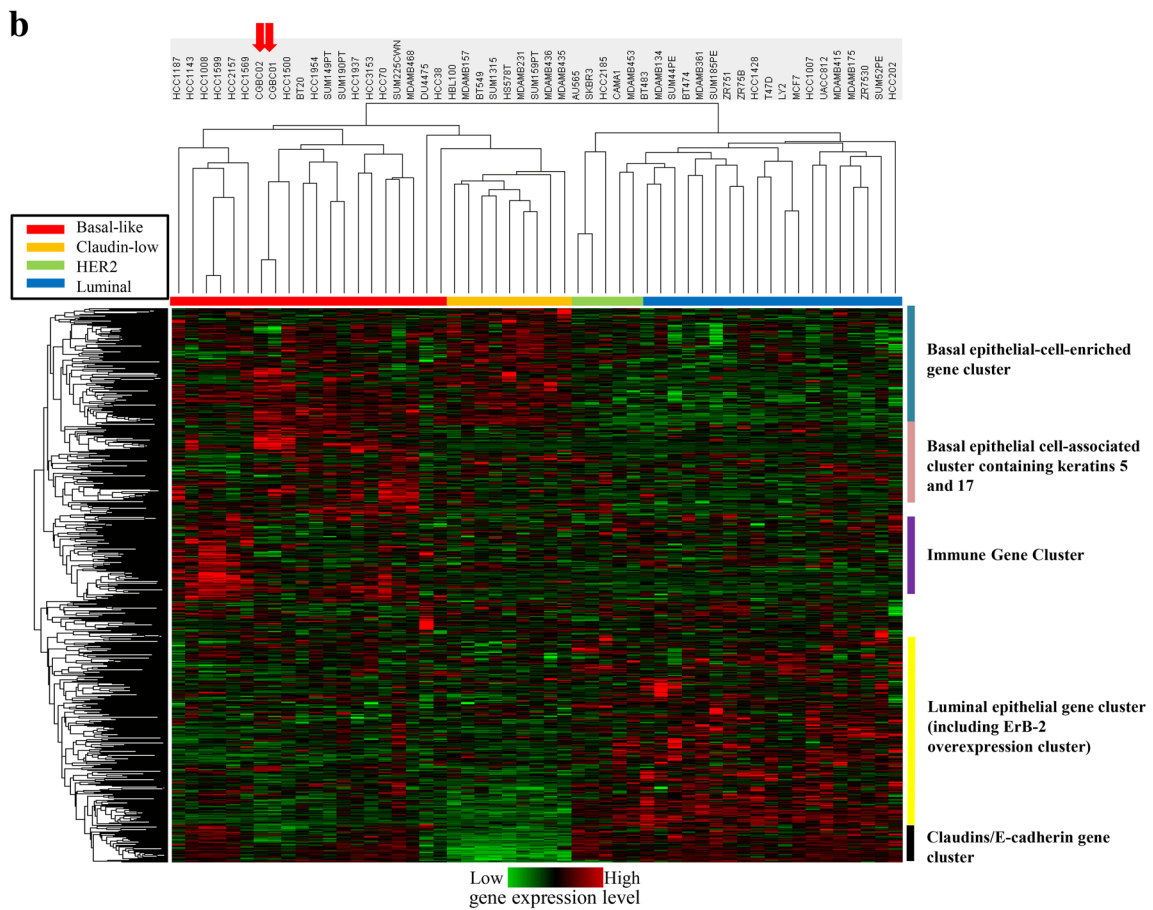 b
HCC1187
HCC1143
HCC1008
HCC1599
HCC2157
HCC1569
CGBC02
CGBC01
HCC1500
BT20
HCC1954
SUM149PT
SUM190PT
HCC1937
HCC3153
HCC70
SUM225CWN
MDAMB468
DU4475
HCC38
HBL100
MDAMB157
BT549
SUM1315
HS578T
MDAMB231
SUM159PT
MDAMB436
MDAMB435
AU565
SKBR3
HCC2185
CAMA1
MDAMB453
BT483
MDAMB134
SUM44PE
BT474
MDAMB361
SUM185PE
ZR751
ZR75B
HCC1428
T47D
LY2
MCF7
HCC1007
UACC812
MDAMB415
MDAMB175
ZR7530
SUM52PE
HCC202
Basal-like
Claudin-low
HER2
Luminal
Basal epithelial-cell-enriched
gene cluster
Basal epithelial cell-associated
cluster containing keratins 5
and 17
Immune Gene Cluster
Luminal epithelial gene cluster
(including ErB-2
overexpression cluster)
Claudins/E-cadherin gene
cluster
Low High
gene expression level